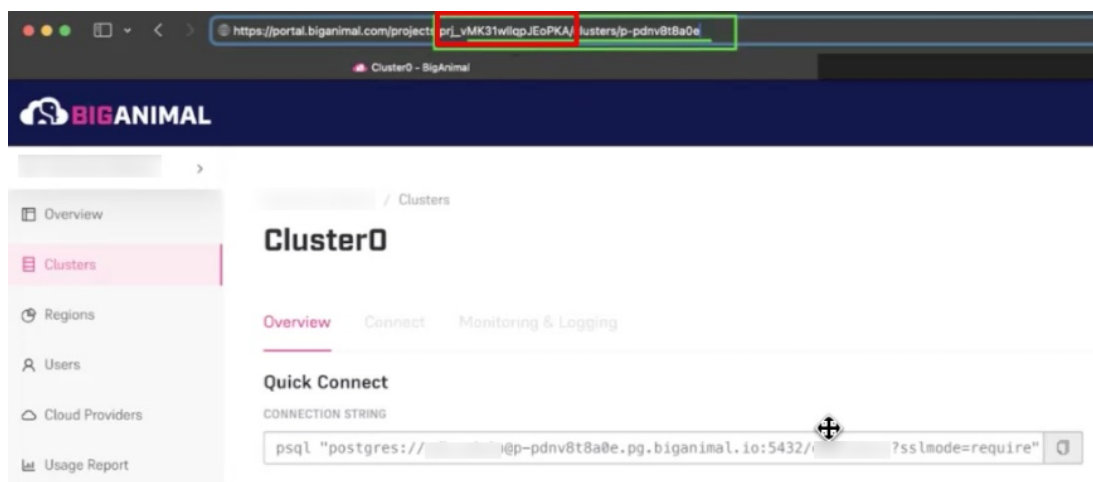 https://portal.biganimal.com/projects/prj_vMK31wllqpJEoPKA/clusters/p-pdnv8t8a0e
Cluster0 - BigAnimal
BIGANIMAL
Overview
Clusters
Regions
Users
Cloud Providers
Usage Report
/ Clusters
Cluster0
Overview Connect Monitoring & Logging
Quick Connect
CONNECTION STRING
psql "postgres:// @p-pdnv8t8a0e.pg.biganimal.io:5432/ ?sslmode=require"